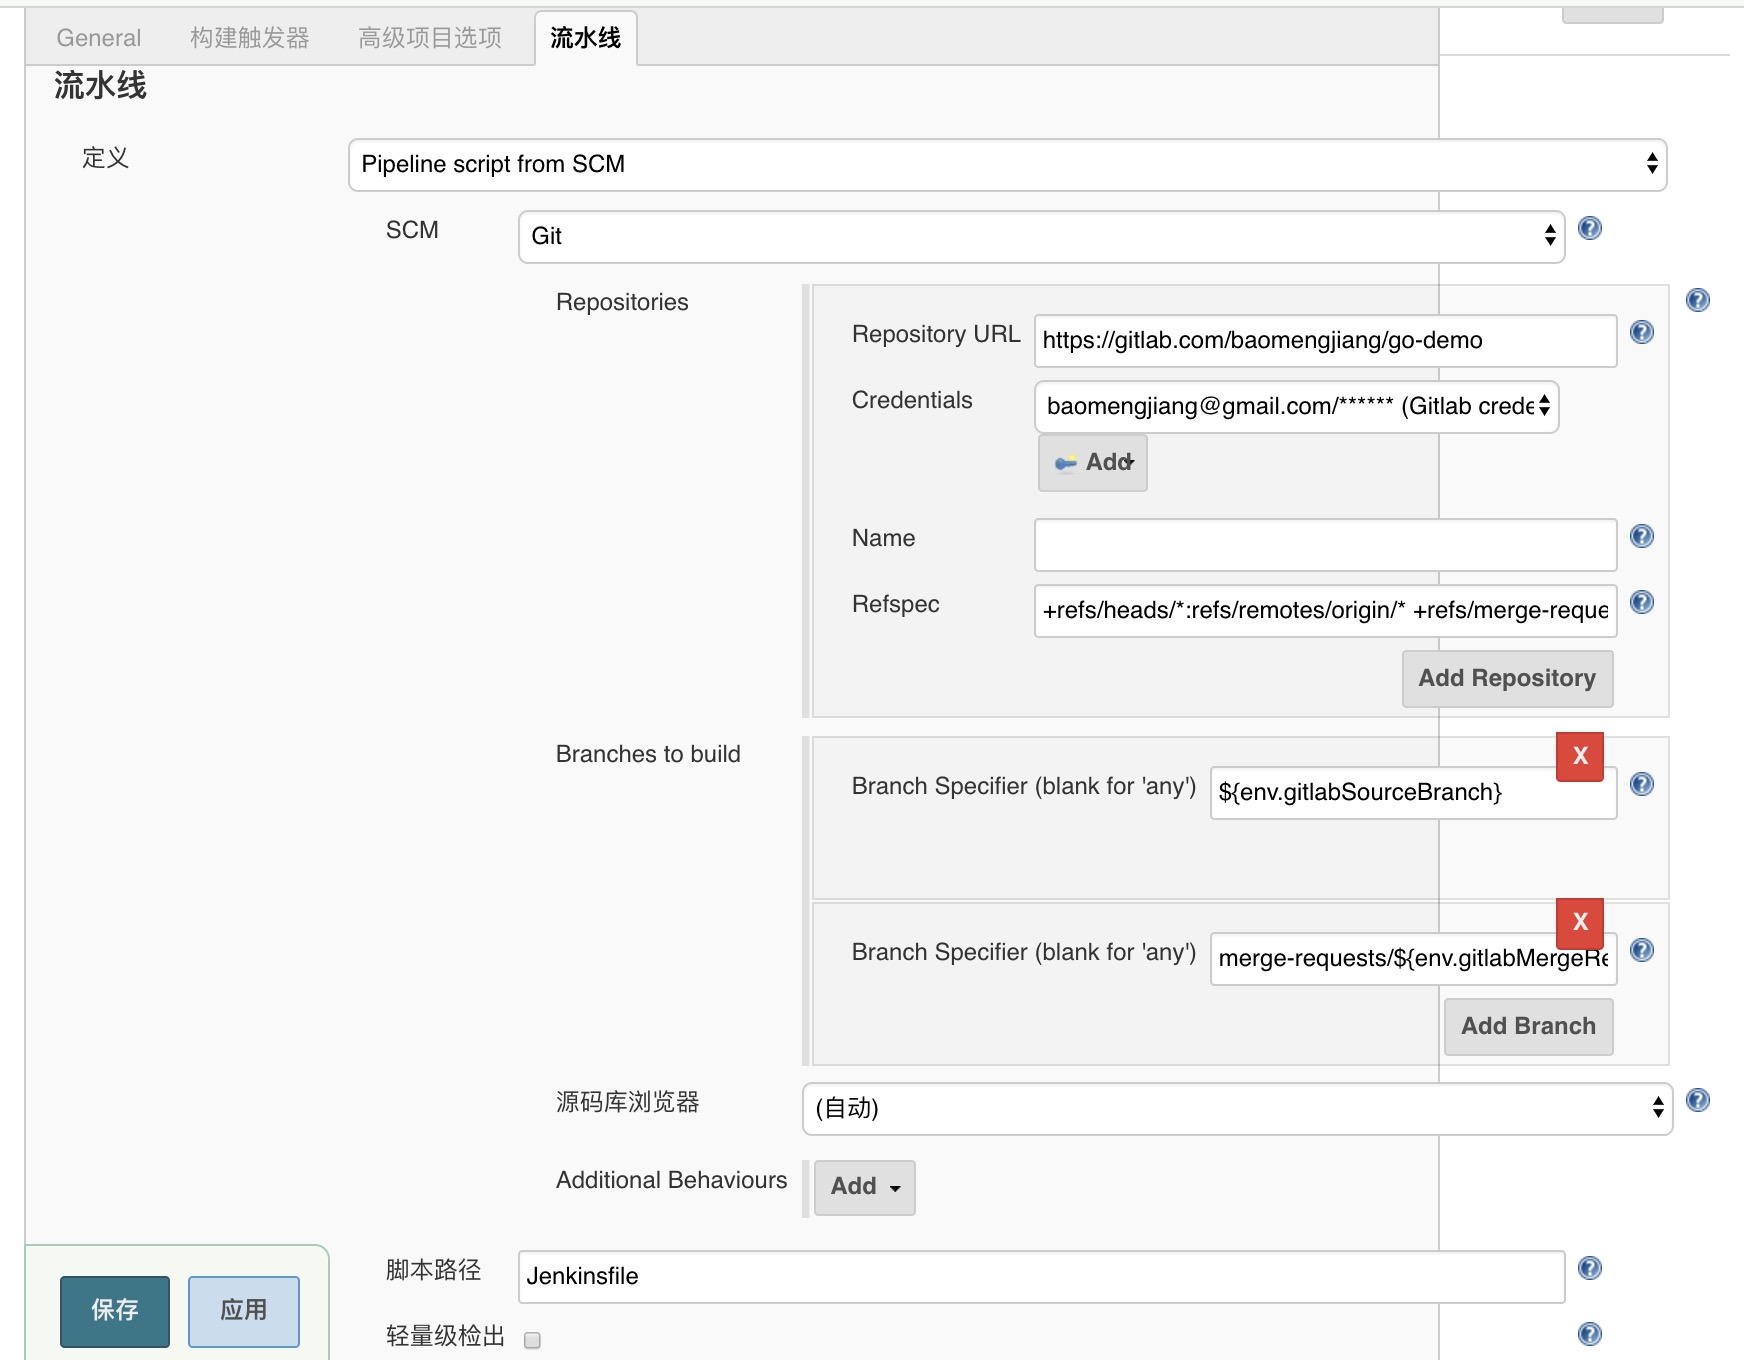 General 构建触发器 高级项目选项 流水线
流水线
定义 Pipeline script from SCM
SCM Git
Repositories
Repository URL https://gitlab.com/baomengjiang/go-demo
Credentials baomengjiang@gmail.com/****** (Gitlab crede
Add
Name
Refspec +refs/heads/*:refs/remotes/origin/* +refs/merge-reque
Add Repository
Branches to build
X
Branch Specifier (blank for 'any') ${env.gitlabSourceBranch}
X
Branch Specifier (blank for 'any') merge-requests/${env.gitlabMergeRe
Add Branch
源码库浏览器 (自动)
Additional Behaviours Add
脚本路径 Jenkinsfile
保存 应用
轻量级检出